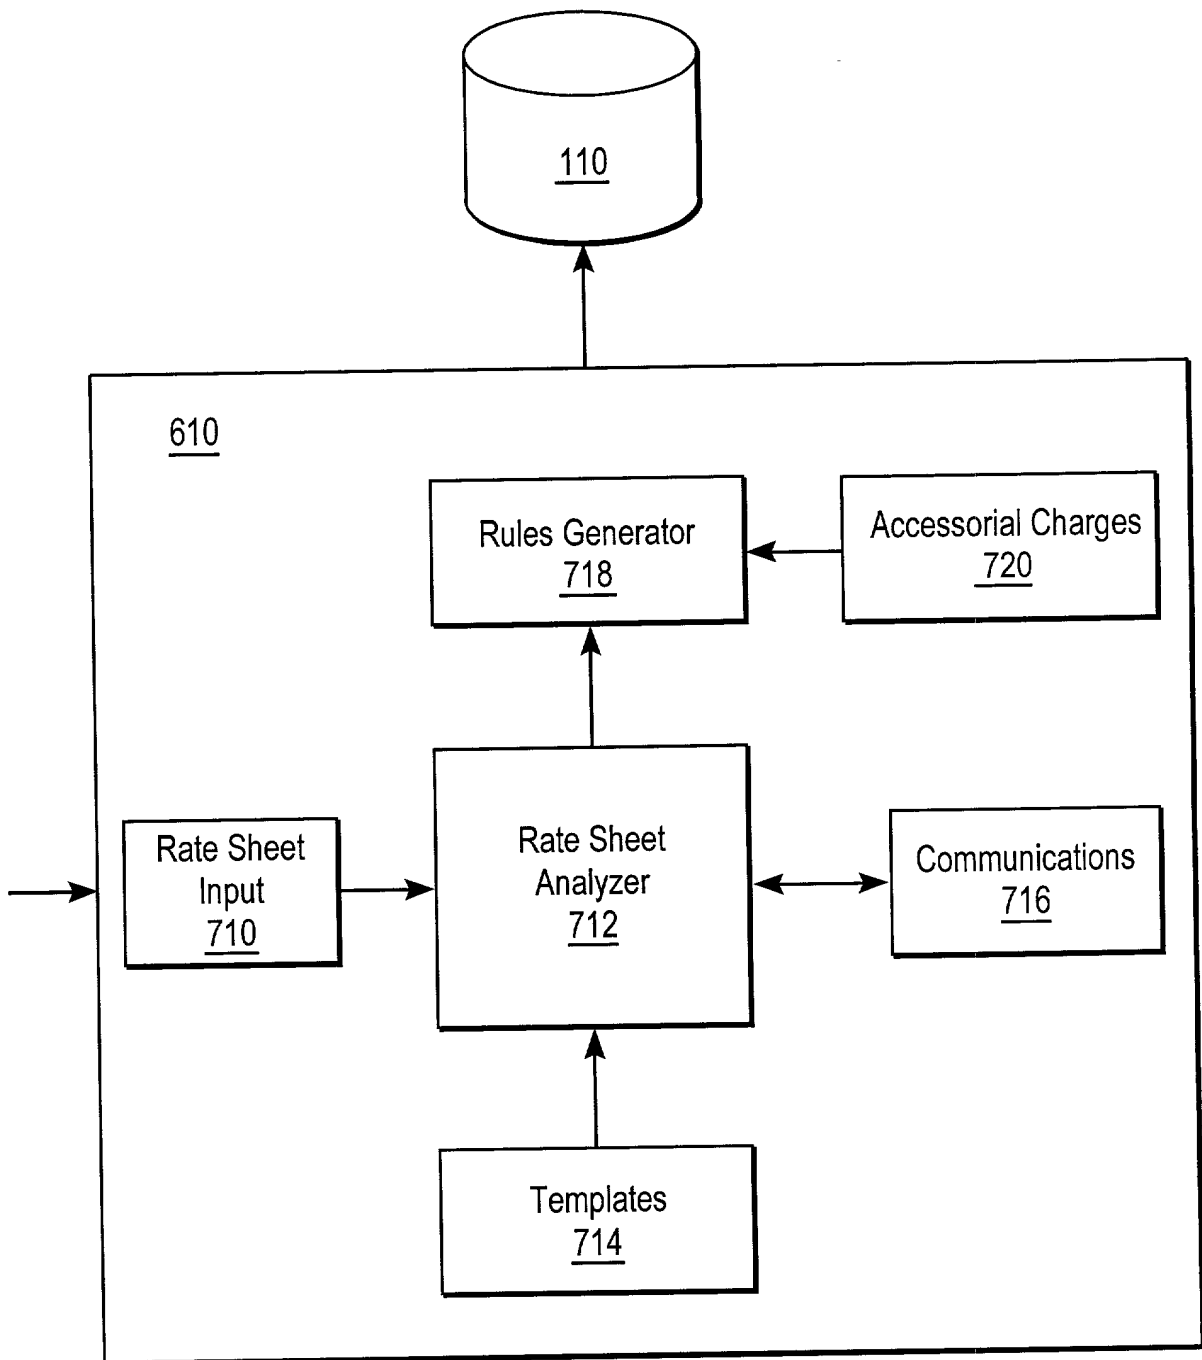 110
610
Rules Generator
718
Accessorial Charges
720
Rate Sheet
Input
710
Rate Sheet
Analyzer
712
Communications
716
Templates
714